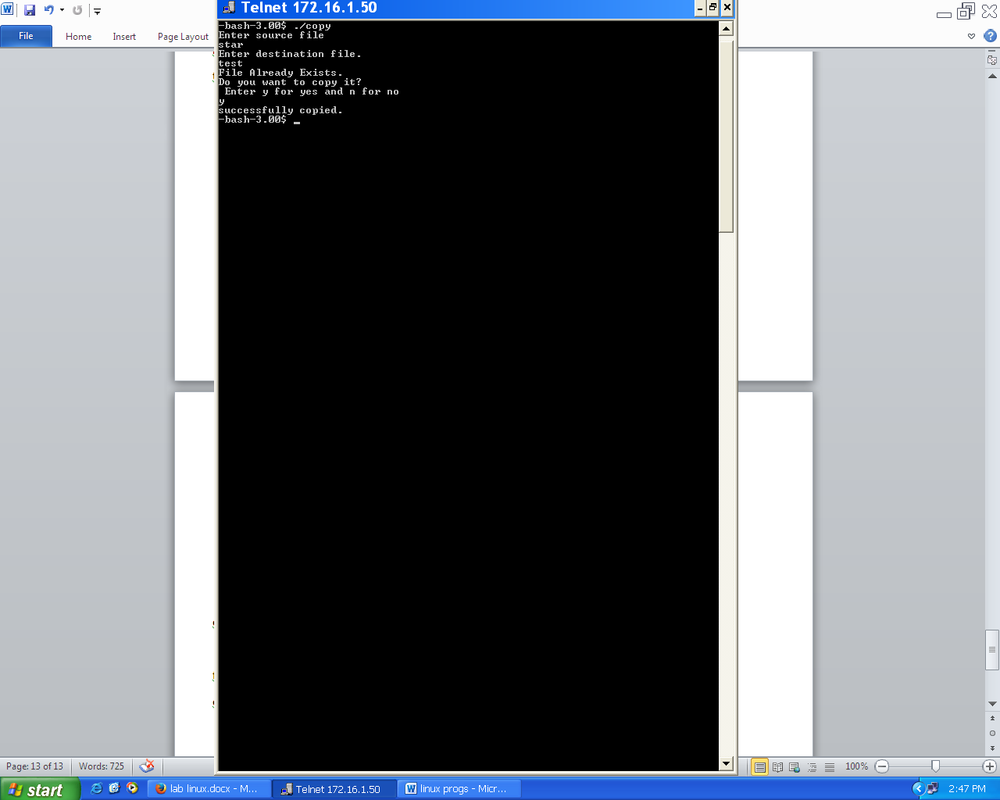 Telnet 172.16.1.50
File
Home
Insert
Page Layout
-bash-3.00$ ./copy
Enter source file
star
Enter destination file.
test
File Already Exists.
Do you want to copy it?
 Enter y for yes and n for no
y
successfully copied.
-bash-3.00$ _
Page: 13 of 13
Words: 725
100%
start
lab linux.docx - M...
Telnet 172.16.1.50
linux progs - Micr...
2:47 PM